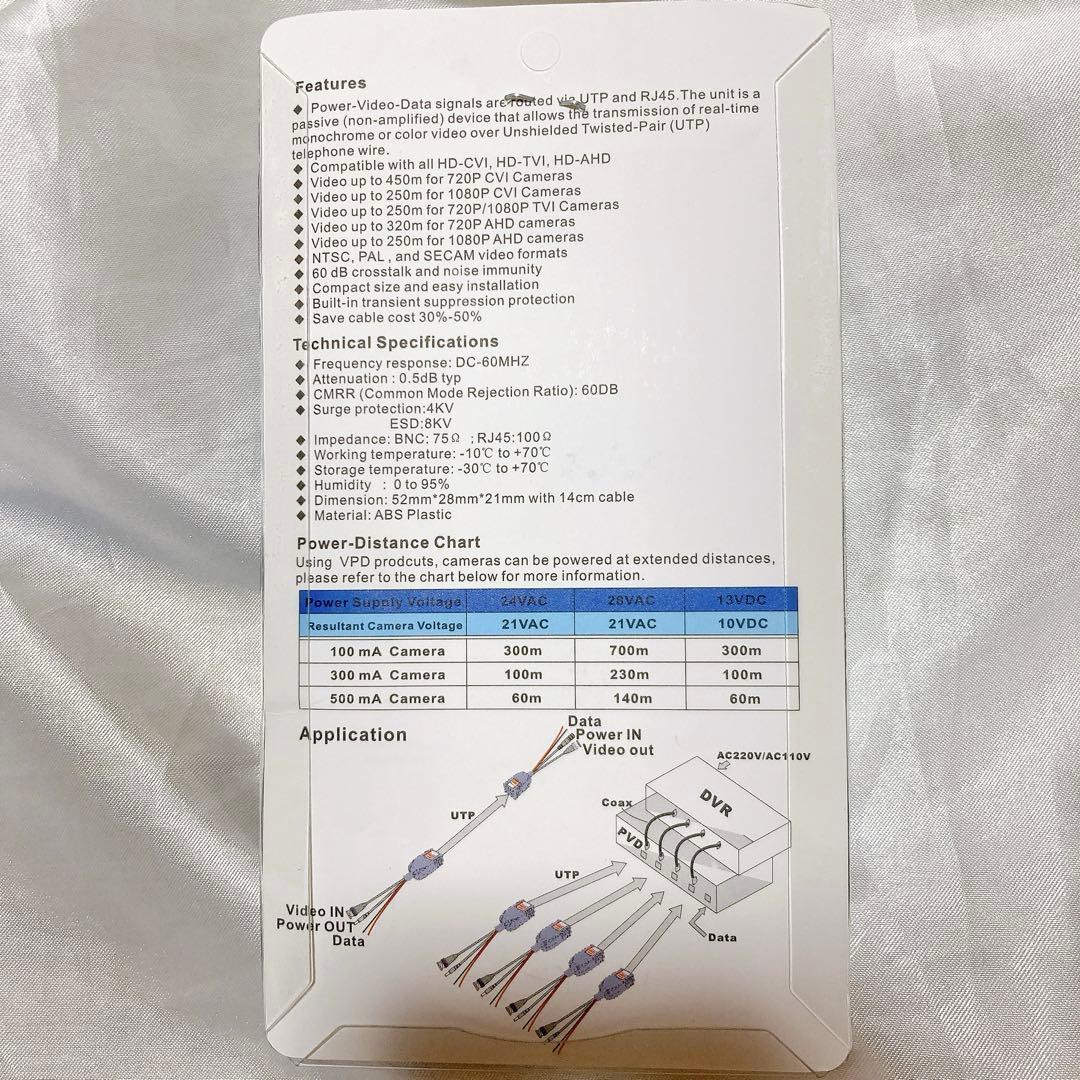 Features
◆ Power-Video-Data signals are routed via UTP and RJ45.The unit is a
passive (non-amplified) device that allows the transmission of real-time
monochrome or color video over Unshielded Twisted-Pair (UTP)
telephone wire.
◆ Compatible with all HD-CVI, HD-TVI, HD-AHD
◆ Video up to 450m for 720P CVI Cameras
◆ Video up to 250m for 1080P CVI Cameras
◆ Video up to 250m for 720P/1080P TVI Cameras
◆ Video up to 320m for 720P AHD cameras
◆ Video up to 250m for 1080P AHD cameras
◆ NTSC, PAL , and SECAM video formats
◆ 60 dB crosstalk and noise immunity
◆ Compact size and easy installation
◆ Built-in transient suppression protection
◆ Save cable cost 30%-50%
Technical Specifications
◆ Frequency response: DC-60MHZ
◆ Attenuation : 0.5dB typ
◆ CMRR (Common Mode Rejection Ratio): 60DB
◆ Surge protection:4KV
ESD:8KV
◆ Impedance: BNC: 75Ω ; RJ45:100Ω
◆ Working temperature: -10℃ to +70℃
◆ Storage temperature: -30℃ to +70℃
◆ Humidity : 0 to 95%
◆ Dimension: 52mm*28mm*21mm with 14cm cable
◆ Material: ABS Plastic
Power-Distance Chart
Using VPD prodcuts, cameras can be powered at extended distances,
please refer to the chart below for more information.
Power Supply Voltage 24VAC 28VAC 13VDC
Resultant Camera Voltage 21VAC 21VAC 10VDC
100 mA Camera 300m 700m 300m
300 mA Camera 100m 230m 100m
500 mA Camera 60m 140m 60m
Application
Data
Power IN
Video out
UTP
Video IN
Power OUT
Data
AC220V/AC110V
DVR
Coax
PVD
UTP
Data